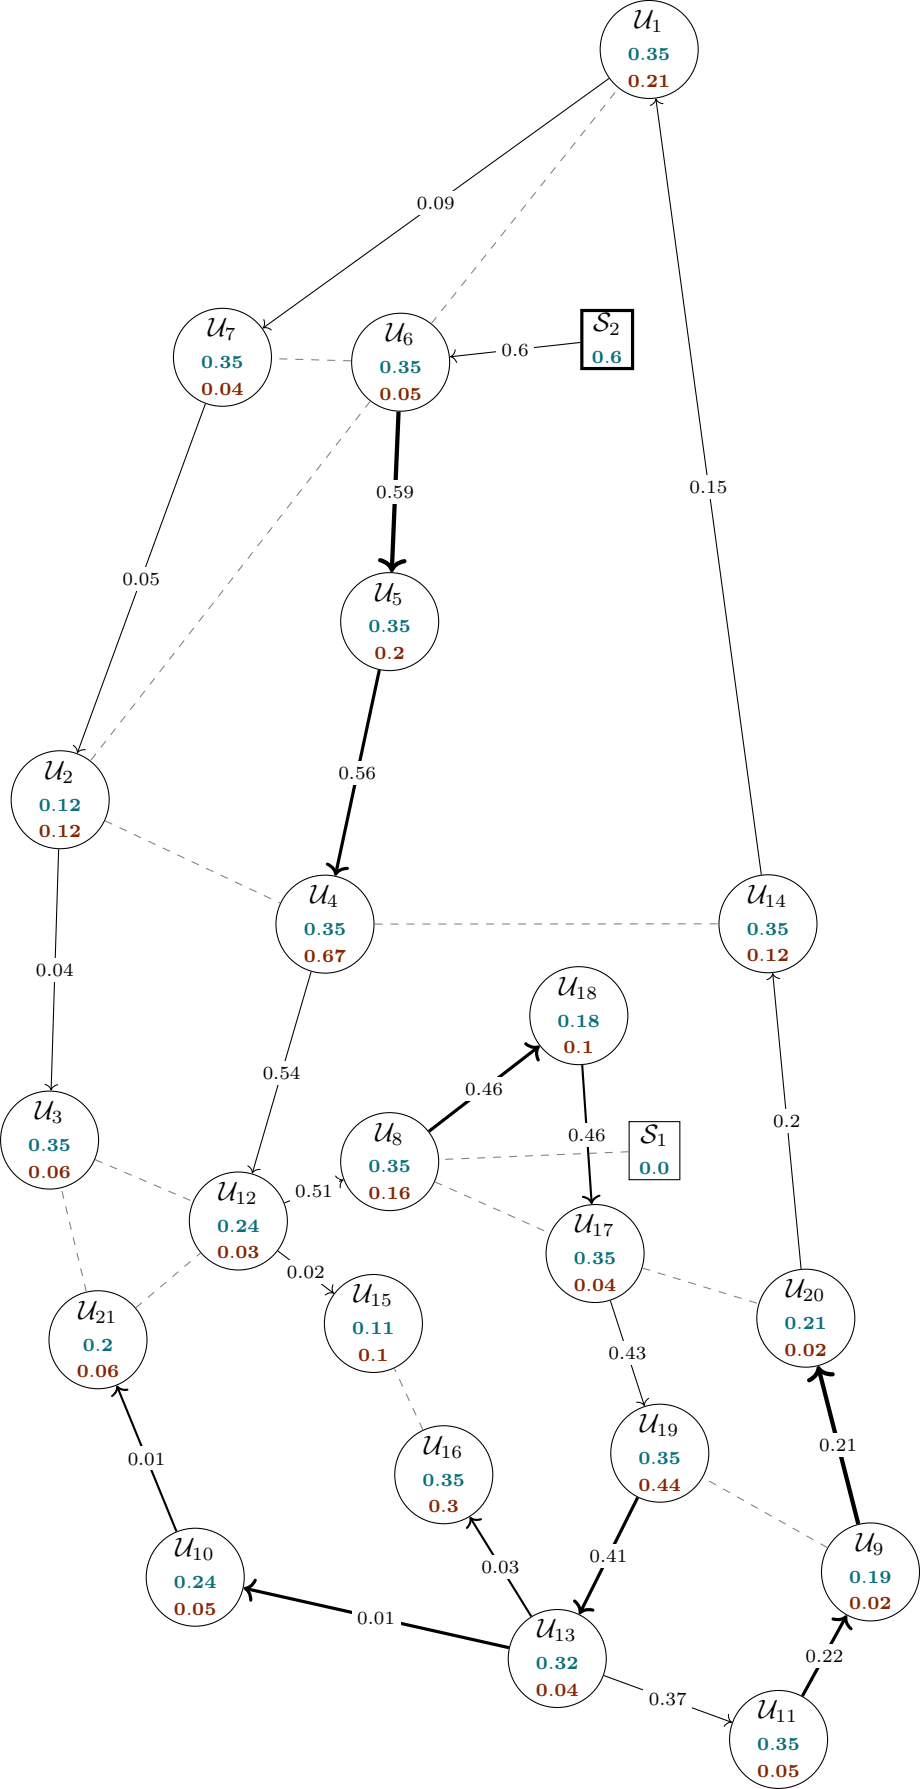 𝒰₁
0.35
0.21
0.09
𝒰₇
0.35
0.04
𝒰₆
0.35
0.05
0.6
𝒮₂
0.6
0.15
0.59
0.05
𝒰₅
0.35
0.2
0.56
𝒰₂
0.12
0.12
𝒰₄
0.35
0.67
𝒰₁₄
0.35
0.12
0.04
𝒰₁₈
0.18
0.1
0.54
0.46
𝒰₃
0.35
0.06
𝒰₈
0.35
0.16
0.46
𝒮₁
0.0
0.2
𝒰₁₂
0.24
0.03
0.51
𝒰₁₇
0.35
0.04
0.02
𝒰₂₁
0.2
0.06
𝒰₁₅
0.11
0.1
𝒰₂₀
0.21
0.02
0.43
𝒰₁₉
0.35
0.44
0.01
𝒰₁₆
0.35
0.3
0.21
𝒰₁₀
0.24
0.05
0.03
0.41
𝒰₉
0.19
0.02
0.01
𝒰₁₃
0.32
0.04
0.22
0.37
𝒰₁₁
0.35
0.05